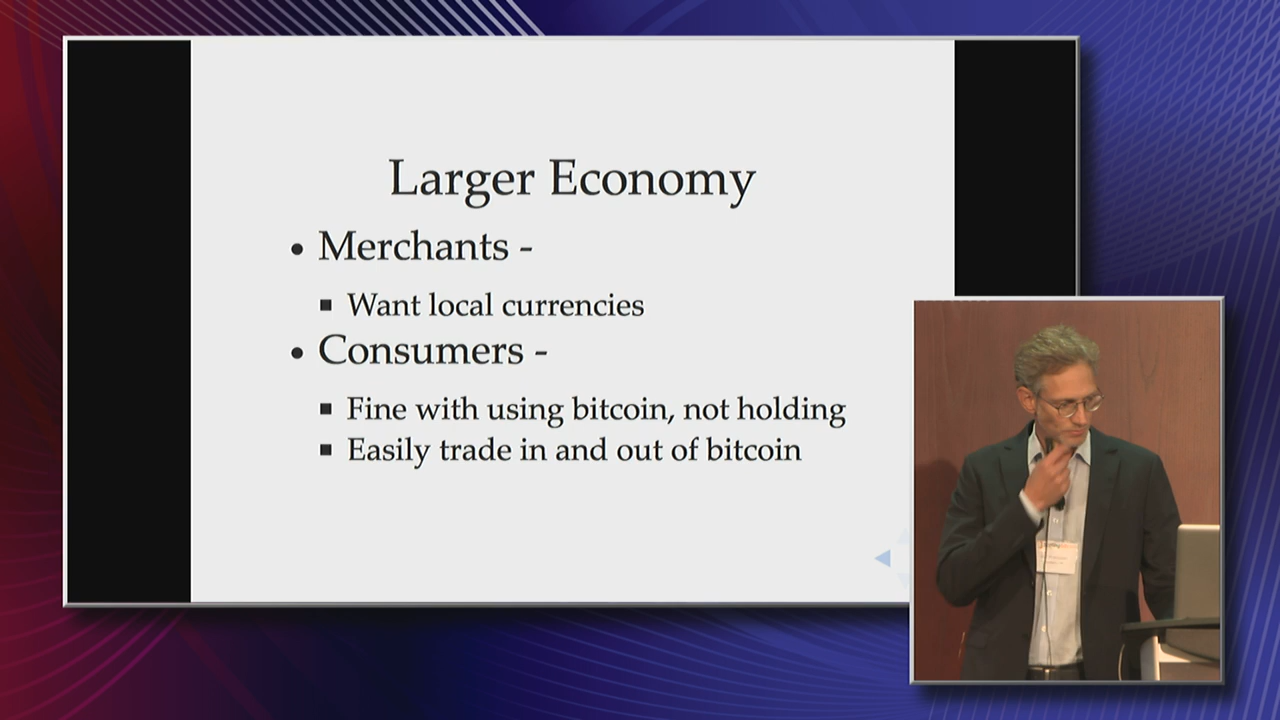 Larger Economy
• Merchants -
▪ Want local currencies
• Consumers -
▪ Fine with using bitcoin, not holding
▪ Easily trade in and out of bitcoin